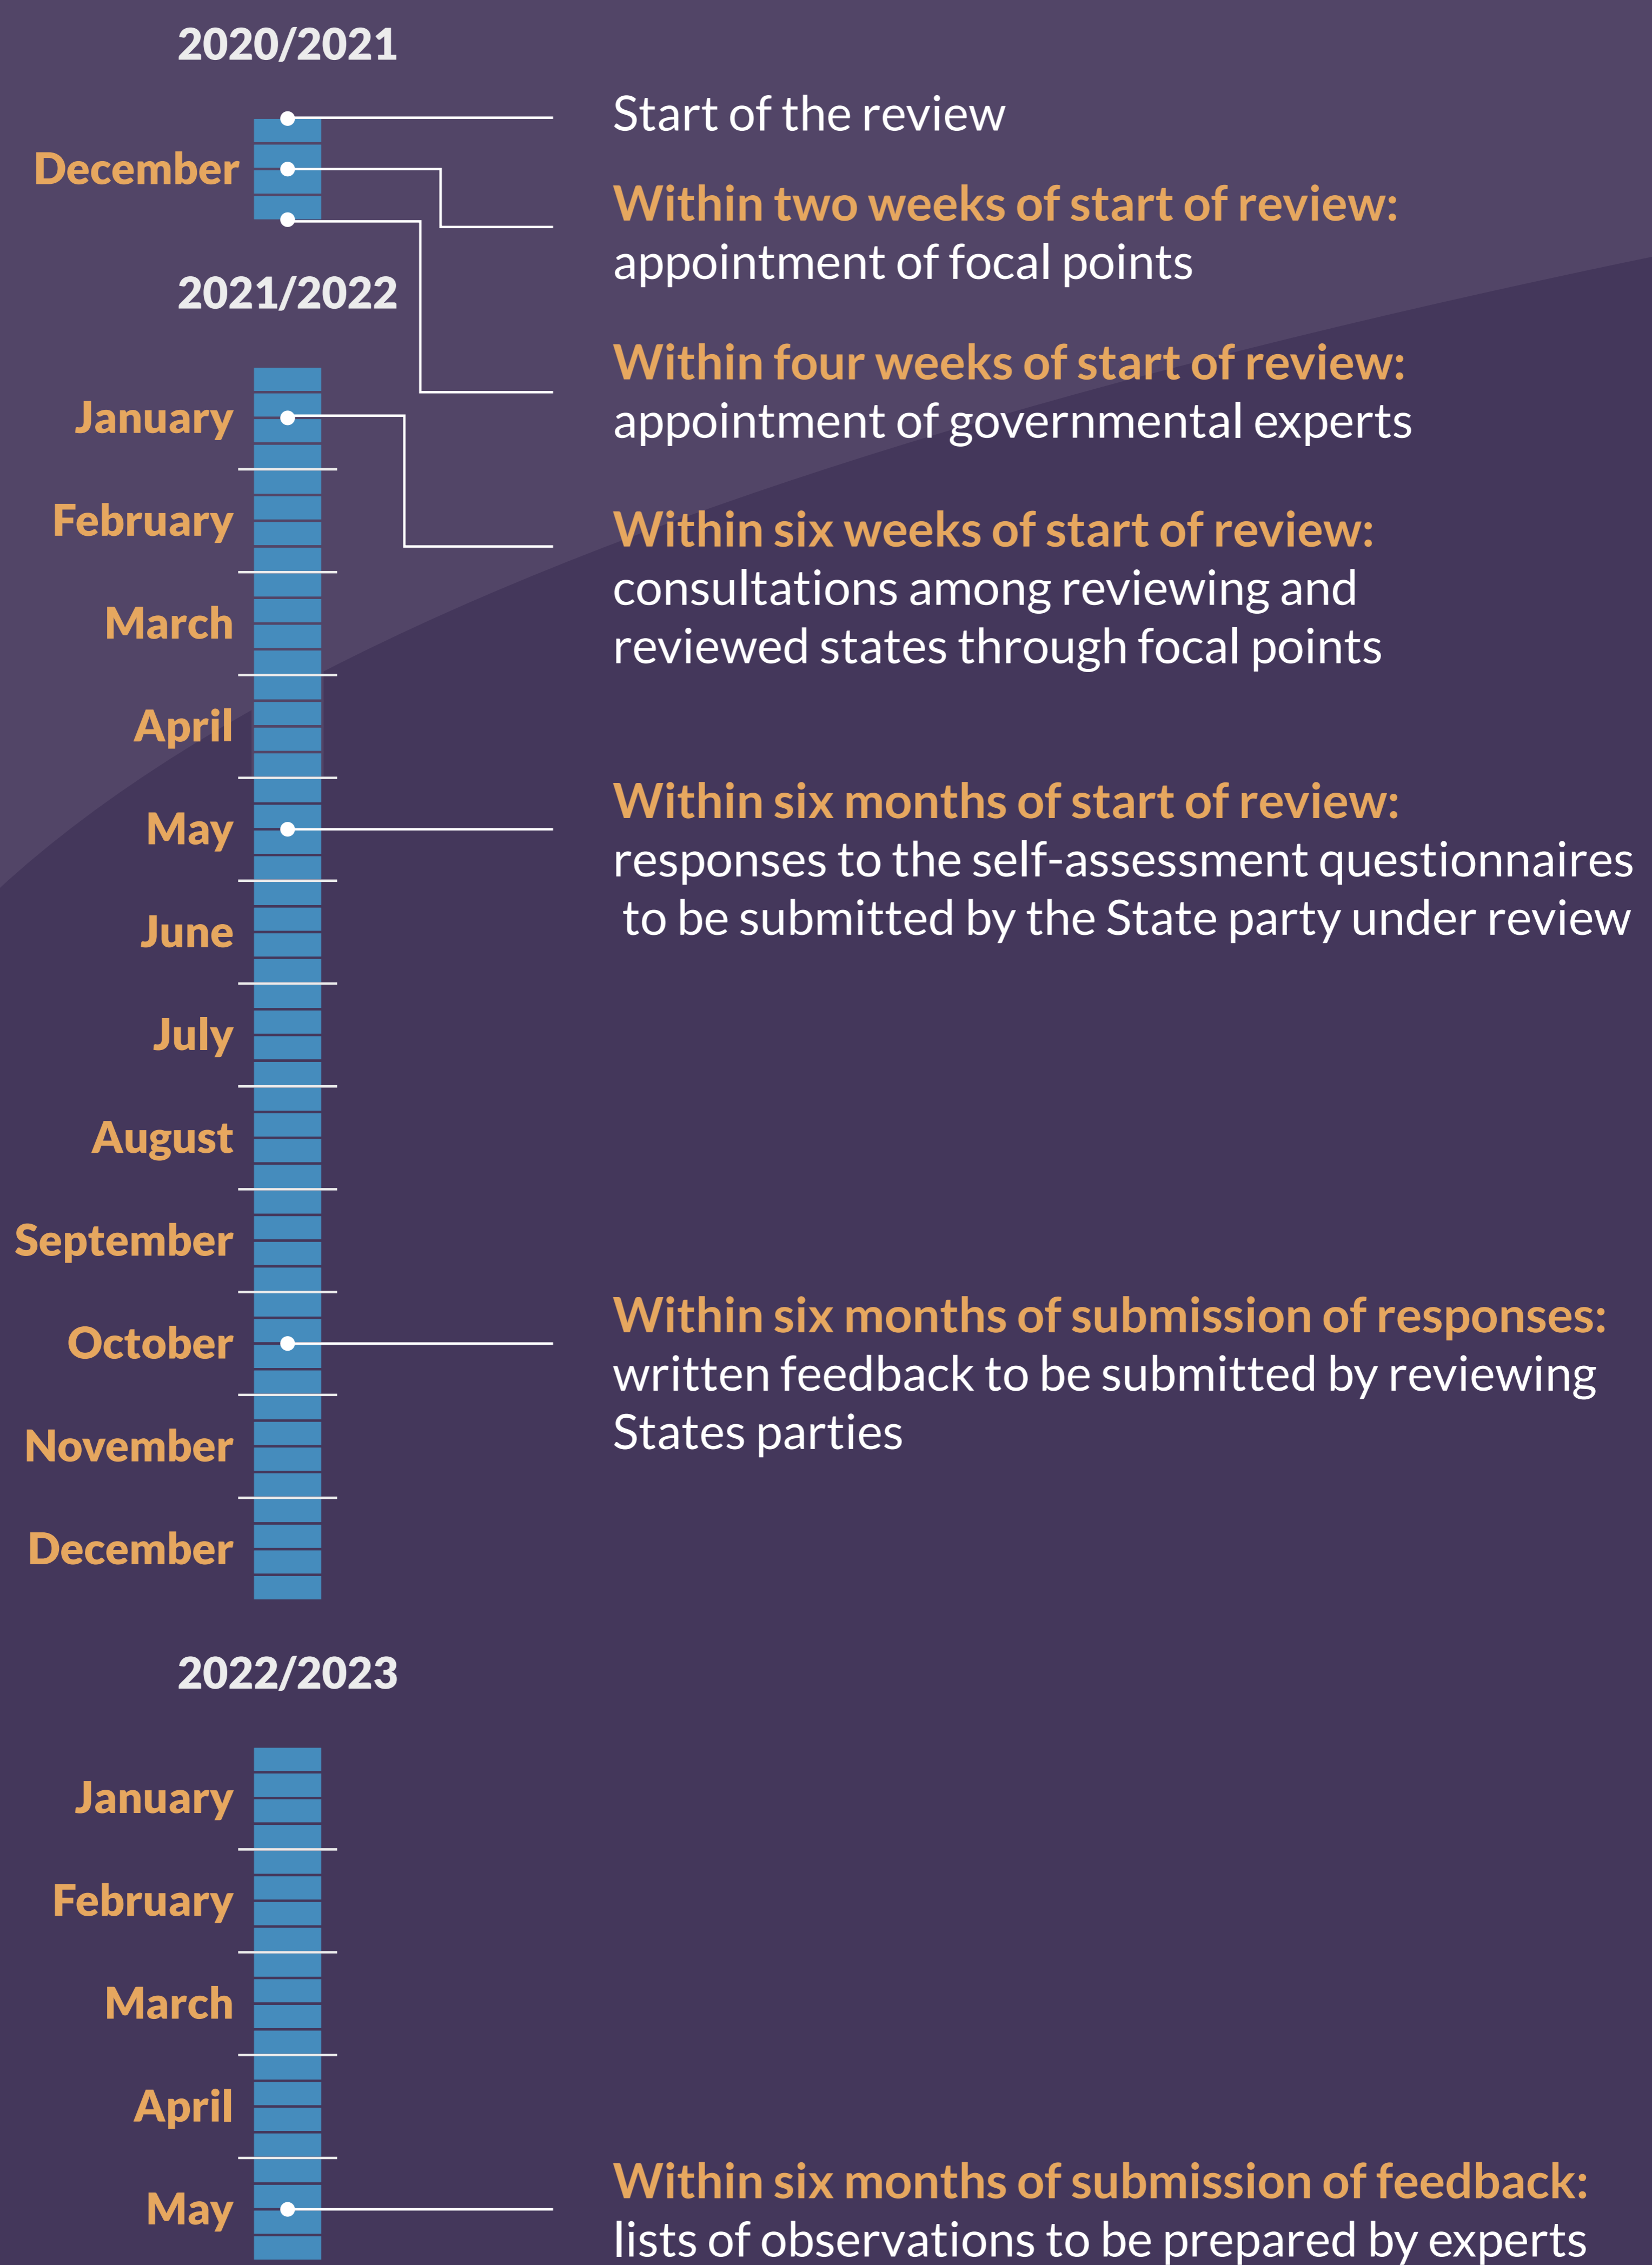 2020/2021
Start of the review
December
Within two weeks of start of review:
appointment of focal points
2021/2022
Within four weeks of start of review:
appointment of governmental experts
January
February
Within six weeks of start of review:
consultations among reviewing and
reviewed states through focal points
March
April
May
Within six months of start of review:
responses to the self-assessment questionnaires
to be submitted by the State party under review
June
July
August
September
October
Within six months of submission of responses:
written feedback to be submitted by reviewing
States parties
November
December
2022/2023
January
February
March
April
May
Within six months of submission of feedback:
lists of observations to be prepared by experts